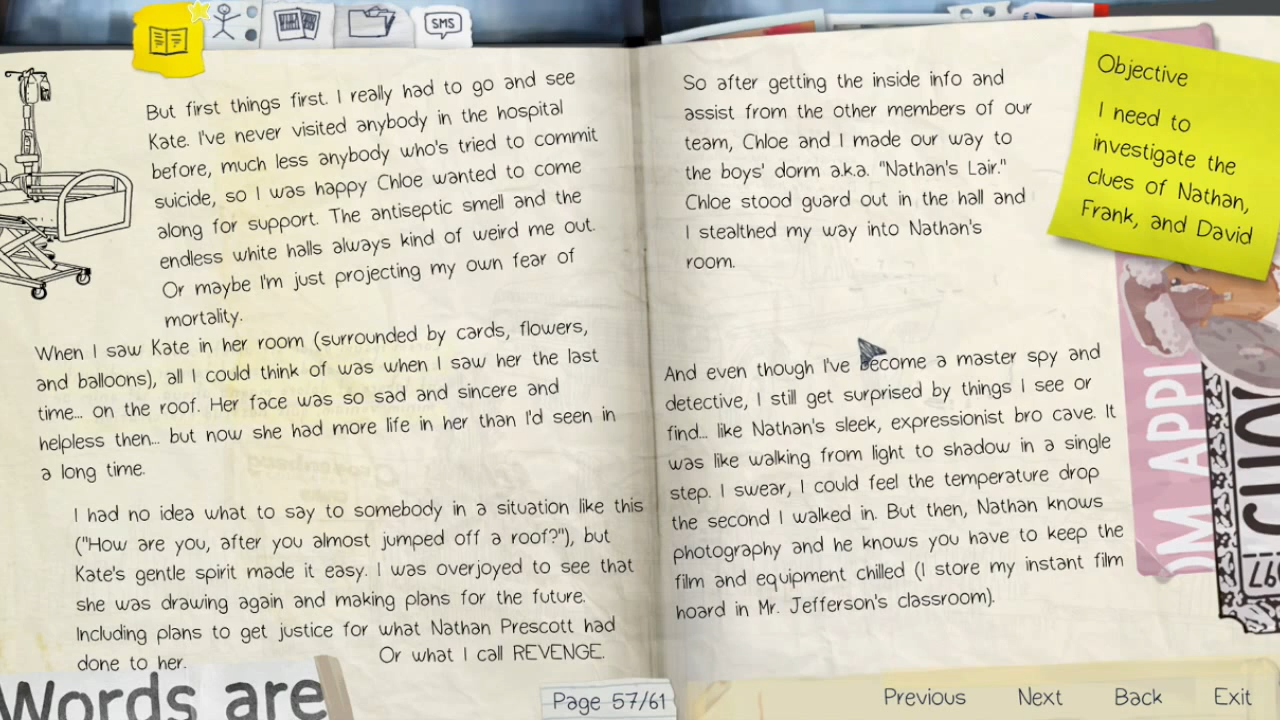 SMS
But first things first. I really had to go and see
Kate. I've never visited anybody in the hospital
before, much less anybody who's tried to commit
suicide, so I was happy Chloe wanted to come
along for support. The antiseptic smell and the
endless white halls always kind of weird me out.
Or maybe I'm just projecting my own fear of
mortality.
When I saw Kate in her room (surrounded by cards, flowers,
and balloons), all I could think of was when I saw her the last
time... on the roof. Her face was so sad and sincere and
helpless then... but now she had more life in her than I'd seen in
a long time.
I had no idea what to say to somebody in a situation like this
("How are you, after you almost jumped off a roof?"), but
Kate's gentle spirit made it easy. I was overjoyed to see that
she was drawing again and making plans for the future.
Including plans to get justice for what Nathan Prescott had
done to her.
Or what I call REVENGE.
Words are
So after getting the inside info and
assist from the other members of our
team, Chloe and I made our way to
the boys' dorm a.k.a. "Nathan's Lair."
Chloe stood guard out in the hall and
I stealthed my way into Nathan's
room.
And even though I've become a master spy and
detective, I still get surprised by things I see or
find... like Nathan's sleek, expressionist bro cave. It
was like walking from light to shadow in a single
step. I swear, I could feel the temperature drop
the second I walked in. But then, Nathan knows
photography and he knows you have to keep the
film and equipment chilled (I store my instant film
hoard in Mr. Jefferson's classroom).
Objective
I need to
investigate the
clues of Nathan,
Frank, and David
OM APPL
Page 57/61
Previous
Next
Back
Exit